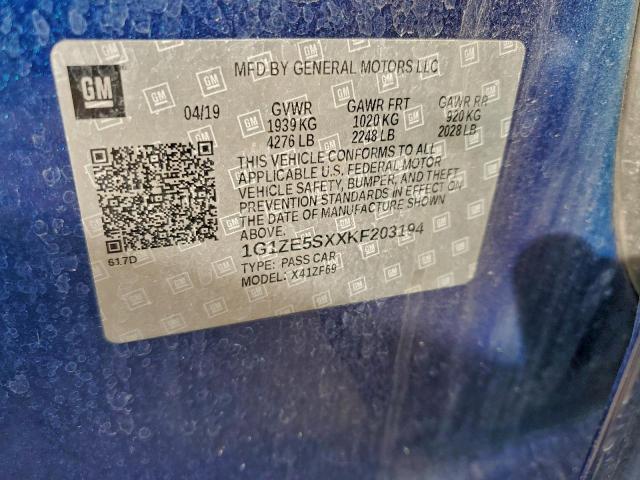 GM
MFD BY GENERAL MOTORS LLC
04/19 GVWR GAWR FRT GAWR RR
1939 KG 1020 KG 920 KG
4276 LB 2248 LB 2028 LB
THIS VEHICLE CONFORMS TO ALL
APPLICABLE U.S. FEDERAL MOTOR
VEHICLE SAFETY, BUMPER, AND THEFT
PREVENTION STANDARDS IN EFFECT ON
THE DATE OF MANUFACTURE SHOWN
ABOVE.
1G1ZE5SXXKF203194
TYPE: PASS CAR
MODEL: X41ZF69
61.7D